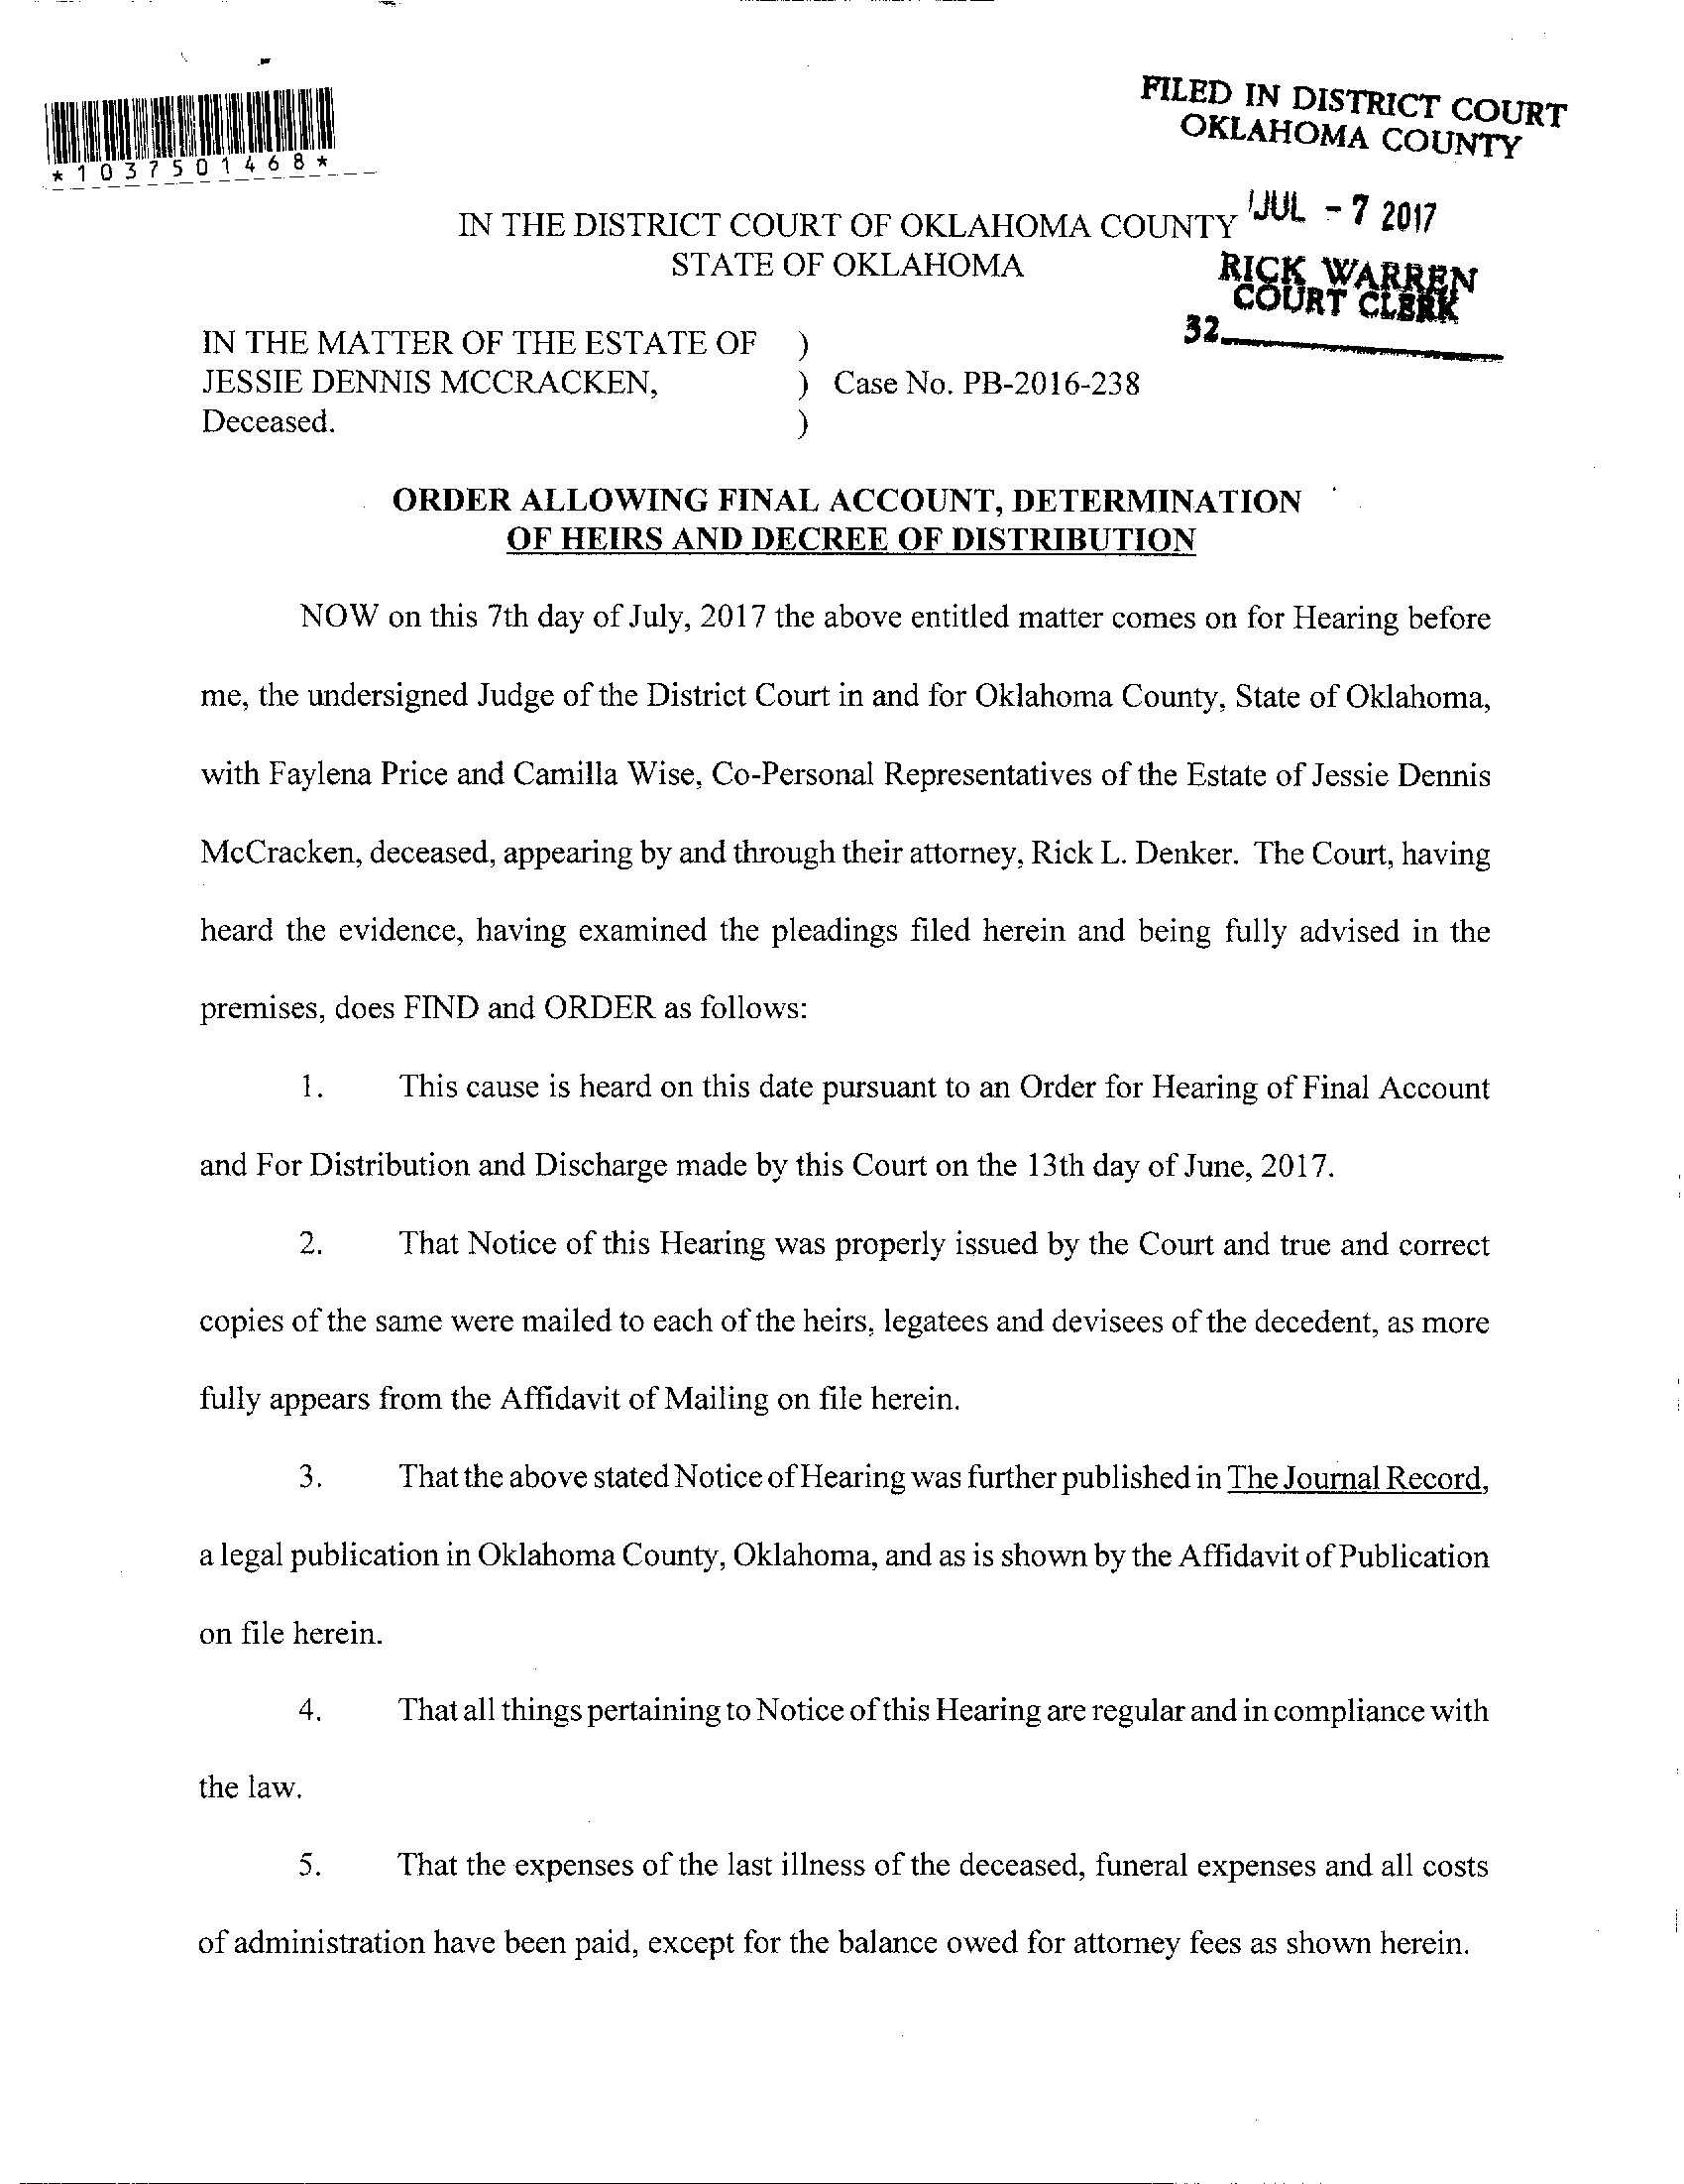 FILED IN DISTRICT COURT
OKLAHOMA COUNTY
*1037501468*
JUL - 7 2017
IN THE DISTRICT COURT OF OKLAHOMA COUNTY
STATE OF OKLAHOMA
RICK WARREN
COURT CLERK
32
IN THE MATTER OF THE ESTATE OF )
JESSIE DENNIS MCCRACKEN, ) Case No. PB-2016-238
Deceased. )
ORDER ALLOWING FINAL ACCOUNT, DETERMINATION
OF HEIRS AND DECREE OF DISTRIBUTION
NOW on this 7th day of July, 2017 the above entitled matter comes on for Hearing before
me, the undersigned Judge of the District Court in and for Oklahoma County, State of Oklahoma,
with Faylena Price and Camilla Wise, Co-Personal Representatives of the Estate of Jessie Dennis
McCracken, deceased, appearing by and through their attorney, Rick L. Denker. The Court, having
heard the evidence, having examined the pleadings filed herein and being fully advised in the
premises, does FIND and ORDER as follows:
1. This cause is heard on this date pursuant to an Order for Hearing of Final Account
and For Distribution and Discharge made by this Court on the 13th day of June, 2017.
2. That Notice of this Hearing was properly issued by the Court and true and correct
copies of the same were mailed to each of the heirs, legatees and devisees of the decedent, as more
fully appears from the Affidavit of Mailing on file herein.
3. That the above stated Notice of Hearing was further published in The Journal Record,
a legal publication in Oklahoma County, Oklahoma, and as is shown by the Affidavit of Publication
on file herein.
4. That all things pertaining to Notice of this Hearing are regular and in compliance with
the law.
5. That the expenses of the last illness of the deceased, funeral expenses and all costs
of administration have been paid, except for the balance owed for attorney fees as shown herein.